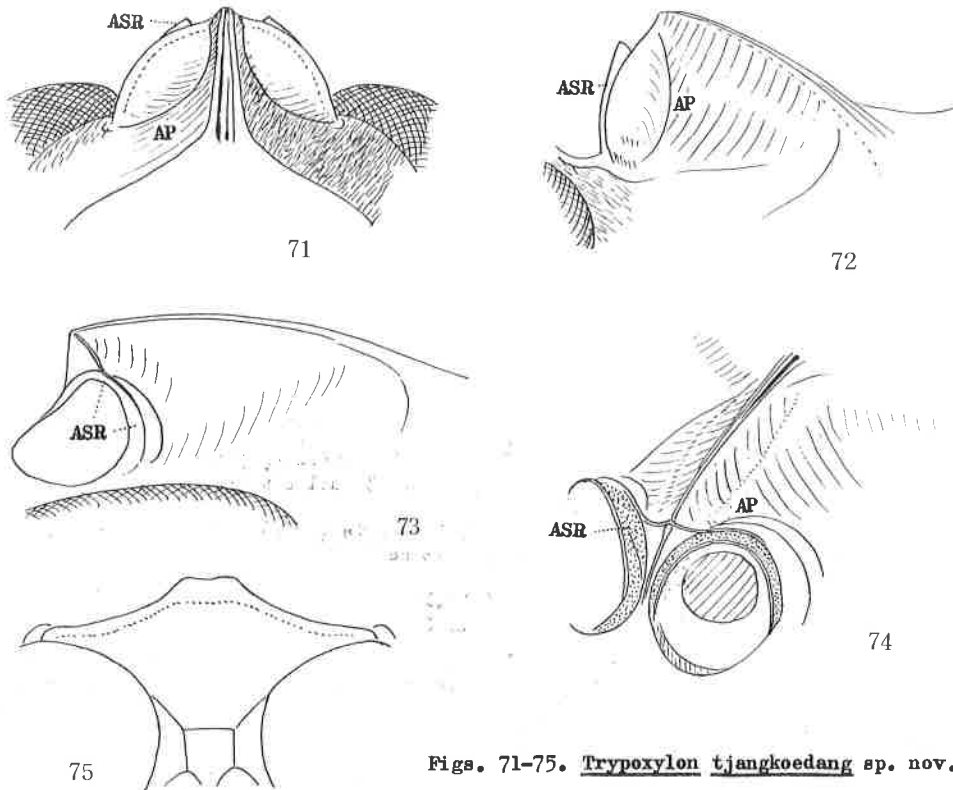 ASR
AP
71
ASR
AP
72
ASR
73
ASR
AP
74
75
Figs. 71-75. Trypoxylon tjangkoedang sp. nov.